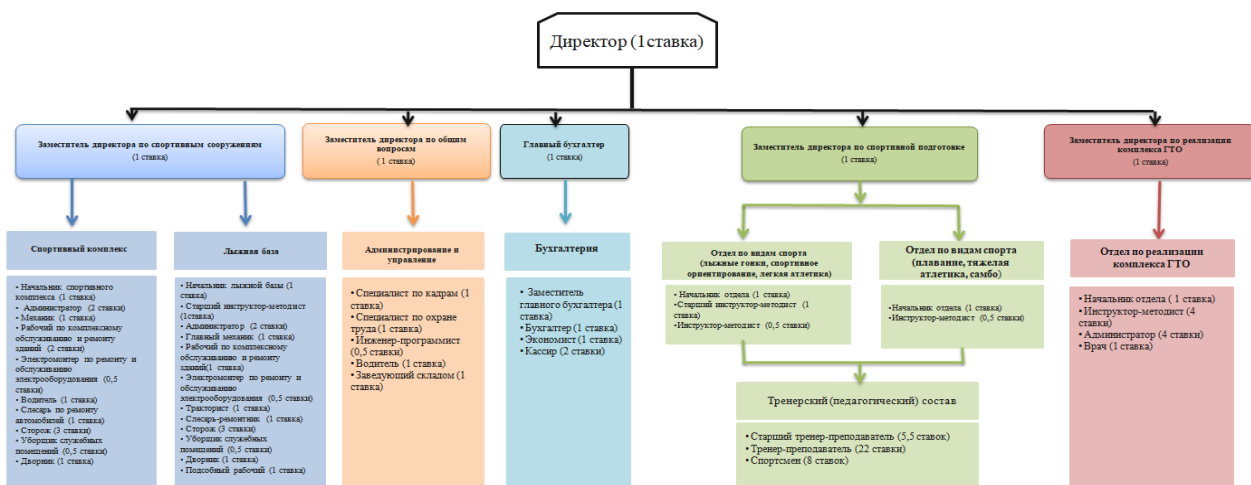 Директор (1ставка)
Заместитель директора по спортивным сооружениям
(1 ставка)
Заместитель директора по общим
вопросам
( 1 ставка)
Главный бухгалтер
(1 ставка)
Заместитель директора по спортивной подготовке
(1 ставка)
Заместитель директора по реализации
комплекса ГТО
(1 ставка)
Спортивный комплекс
• Начальник спортивного
комплекса (1 ставка)
• Администратор (2 ставки)
• Механик (1 ставка)
• Рабочий по комплексному
обслуживанию и ремонту
зданий (2 ставки)
• Электромонтер по ремонту и
обслуживанию
электрооборудования (0,5
ставки)
• Водитель (1 ставка)
• Слесарь по ремонту
автомобилей (1 ставка)
• Сторож (3 ставки)
• Уборщик служебных
помещений (0,5 ставки)
• Дворник (1 ставка)
Лыжная база
• Начальник лыжной базы (1
ставка)
• Старший инструктор-методист
(1ставка)
• Администратор (2 ставки)
• Главный механик (1 ставка)
• Рабочий по комплексному
обслуживанию и ремонту
зданий(1 ставка)
• Электромонтер по ремонту и
обслуживанию
электрооборудования (0,5 ставки)
• Тракторист (1 ставка)
• Слесарь-ремонтник (1 ставка)
• Сторож (3 ставки)
• Уборщик служебных
помещений (0,5 ставки)
• Дворник (1 ставка)
• Подсобный рабочий (1 ставка)
Администрирование и
управление
• Специалист по кадрам (1
ставка)
• Специалист по охране
труда (1 ставка)
• Инженер-программист
(0,5 ставки)
• Водитель (1 ставка)
• Заведующий складом (1
ставка)
Бухгалтерия
• Заместитель
главного бухгалтера (1
ставка)
• Бухгалтер (1 ставка)
• Экономист (1 ставка)
• Кассир (2 ставки)
Отдел по видам спорта
(лыжные гонки, спортивное
ориентирование, легкая атлетика)
• Начальник отдела (1 ставка)
• Старший инструктор-методист (1
ставка)
• Инструктор-методист (0,5 ставки)
Отдел по видам спорта
(плавание, тяжелая
атлетика, самбо)
• Начальник отдела (1 ставка)
• Инструктор-методист (0,5 ставки)
Тренерский (педагогический) состав
• Старший тренер-преподаватель (5,5 ставок)
• Тренер-преподаватель (22 ставки)
• Спортсмен (8 ставок)
Отдел по реализации
комплекса ГТО
• Начальник отдела ( 1 ставка)
• Инструктор-методист (4
ставки)
• Администратор (4 ставки)
• Врач (1 ставка)